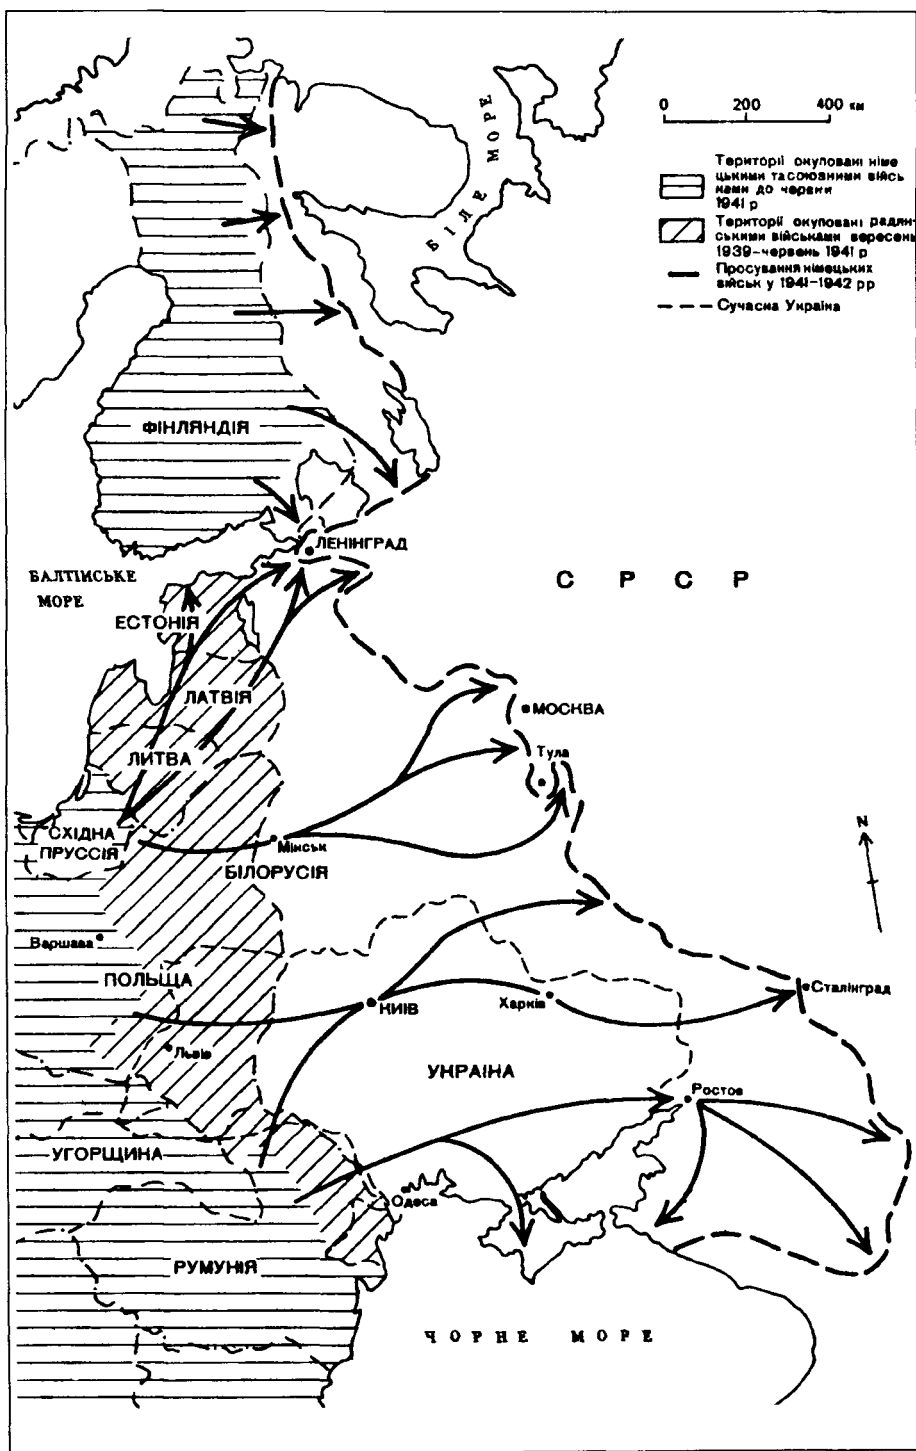 БІЛЕ МОРЕ
0 200 400 км
Території окуповані німе
цькими та союзними війсь
ками до червня
1941 р
Території окуповані радян-
ськими військами вересень
1939-червень 1941 р
Просування німецьких
військ у 1941-1942 рр
Сучасна Україна
ФІНЛЯНДІЯ
ЛЕНІНГРАД
БАЛТІЙСЬКЕ
МОРЕ
С Р С Р
ЕСТОНІЯ
ЛАТВІЯ
МОСКВА
Тула
ЛИТВА
N
СХІДНА
ПРУССІЯ
Мінськ
БІЛОРУСІЯ
Варшава
ПОЛЬЩА
Сталінград
КИЇВ
Харків
Львів
УКРАЇНА
Ростов
УГОРЩИНА
Одеса
РУМУНІЯ
ЧОРНЕ МОРЕ